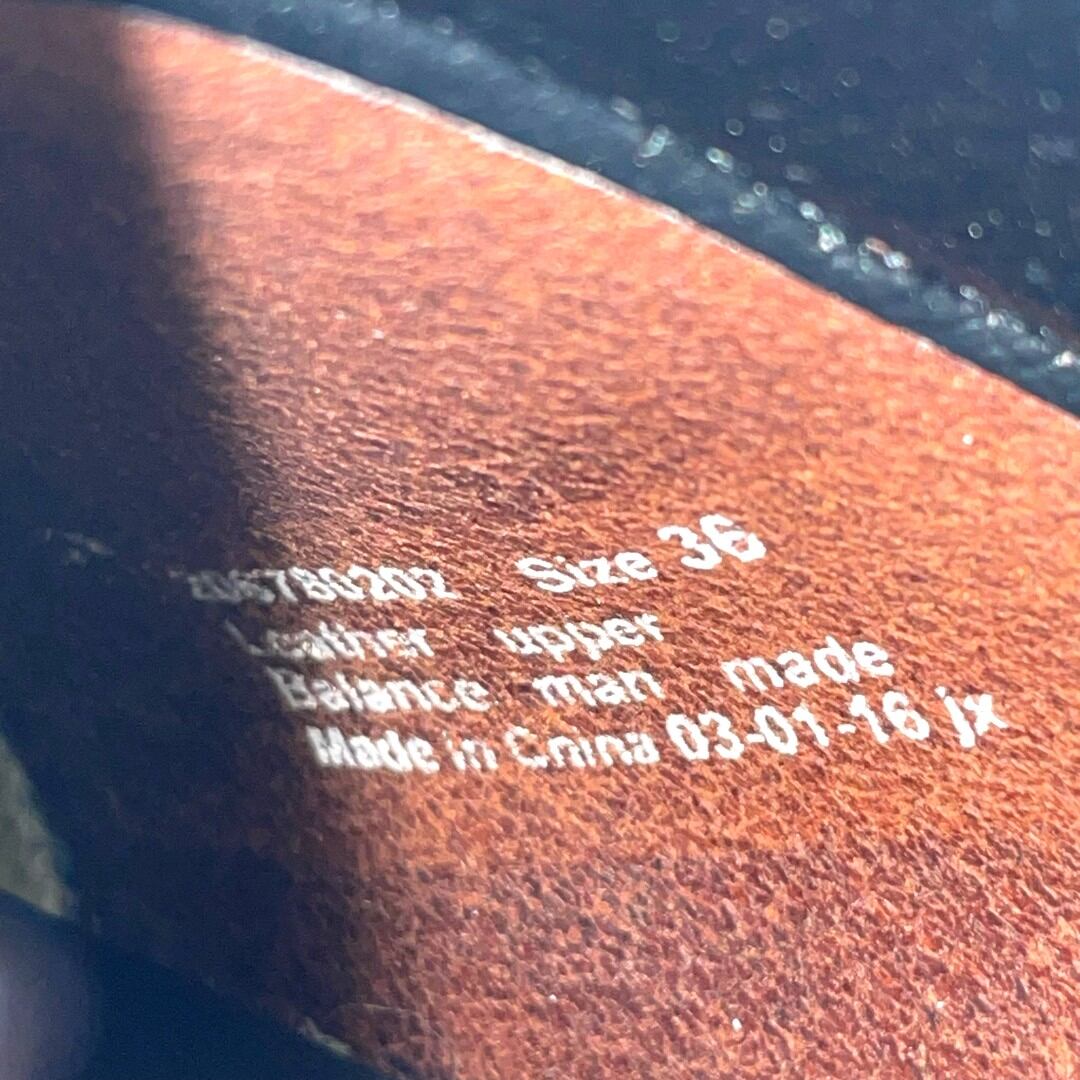 Size 36
Leather upper
Balance man made
Made in China 03-01-16 jx